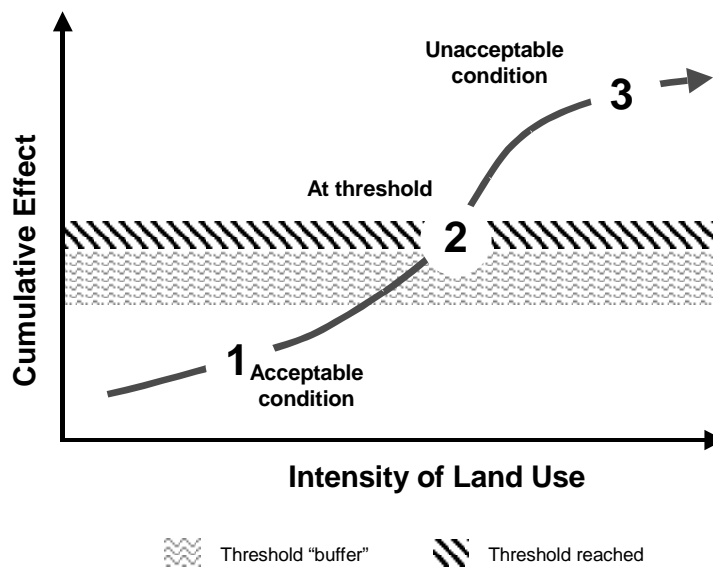 Unacceptable
condition
3
At threshold
2
1
Acceptable
condition
Cumulative Effect
Intensity of Land Use
Threshold “buffer”
Threshold reached